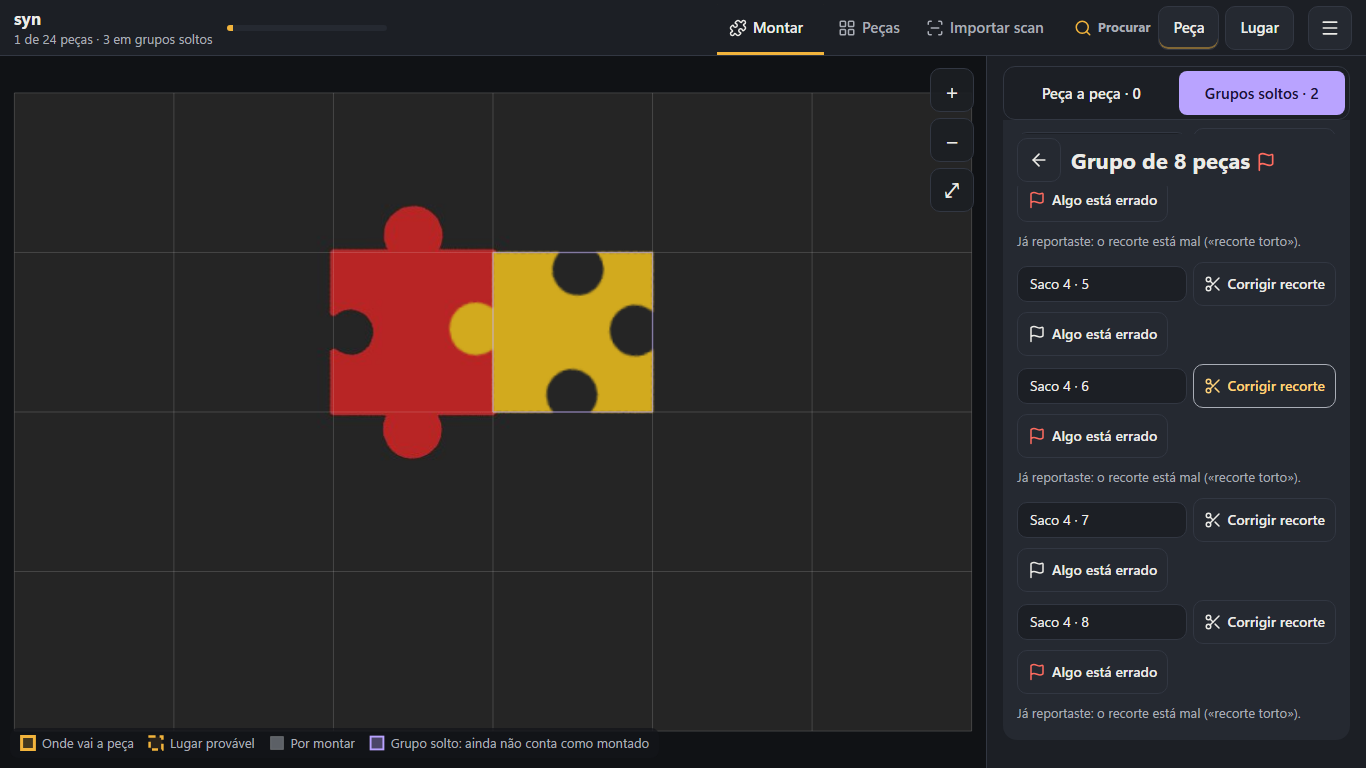 syn
1 de 24 peças · 3 em grupos soltos
Montar
Peças
Importar scan
Procurar
Peça
Lugar
+
−
Peça a peça · 0
Grupos soltos · 2
Grupo de 8 peças
Algo está errado
Já reportaste: o recorte está mal («recorte torto»).
Saco 4 · 5
Corrigir recorte
Algo está errado
Saco 4 · 6
Corrigir recorte
Algo está errado
Já reportaste: o recorte está mal («recorte torto»).
Saco 4 · 7
Corrigir recorte
Algo está errado
Saco 4 · 8
Corrigir recorte
Algo está errado
Já reportaste: o recorte está mal («recorte torto»).
Onde vai a peça
Lugar provável
Por montar
Grupo solto: ainda não conta como montado